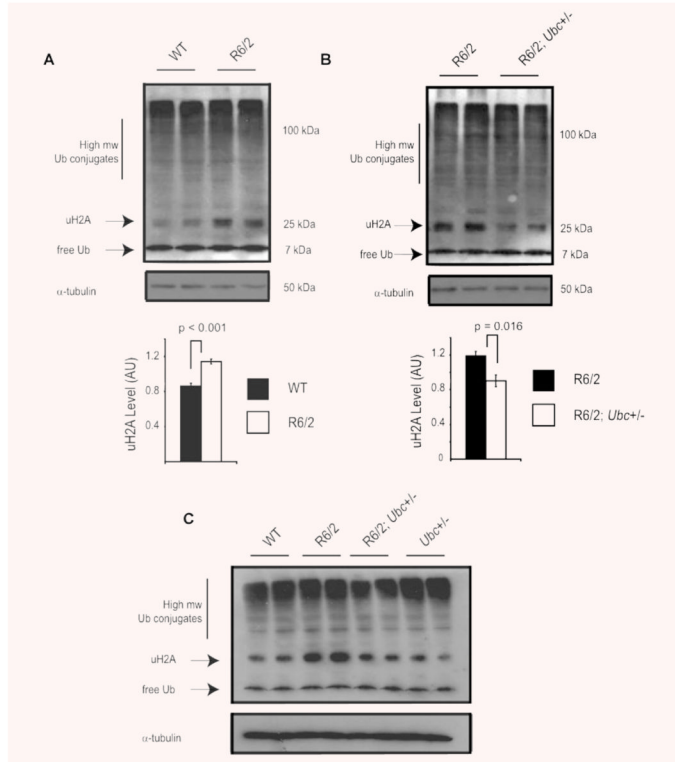 A
WT
R6/2
High mw
Ub conjugates
uH2A
free Ub
α-tubulin
100 kDa
25 kDa
7 kDa
50 kDa
p < 0.001
uH2A Level (AU)
1.2
0.8
0.4
WT
R6/2
B
R6/2
R6/2; Ubc+/-
High mw
Ub conjugates
uH2A
free Ub
α-tubulin
100 kDa
25 kDa
7 kDa
50 kDa
p = 0.016
uH2A Level (AU)
1.2
0.8
0.4
0
R6/2
R6/2; Ubc+/-
C
WT
R6/2
R6/2; Ubc+/-
Ubc+/-
High mw
Ub conjugates
uH2A
free Ub
α-tubulin